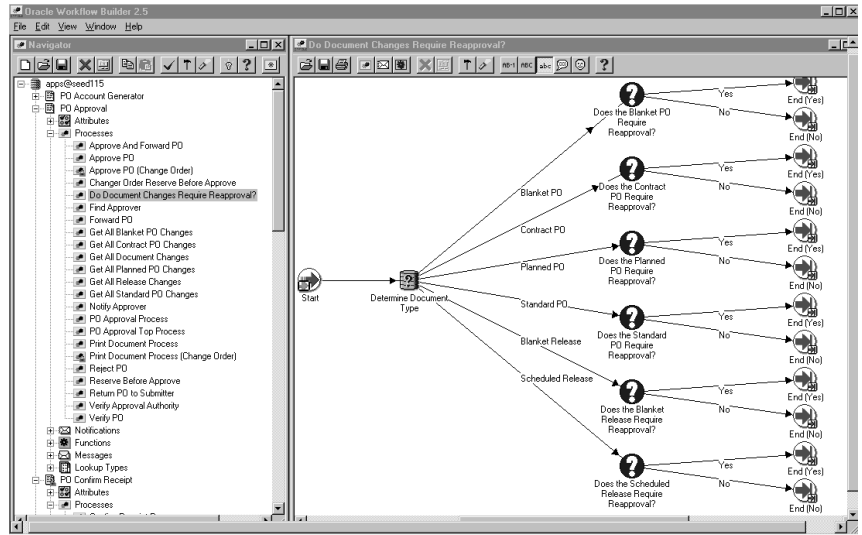 Oracle Workflow Builder 2.5
File Edit View Window Help
Navigator
apps@seed115
PO Account Generator
PO Approval
Attributes
Processes
Approve And Forward PO
Approve PO
Approve PO (Change Order)
Changer Order Reserve Before Approve
Do Document Changes Require Reapproval?
Find Approver
Forward PO
Get All Blanket PO Changes
Get All Contract PO Changes
Get All Document Changes
Get All Planned PO Changes
Get All Release Changes
Get All Standard PO Changes
Notify Approver
PO Approval Process
PO Approval Top Process
Print Document Process
Print Document Process (Change Order)
Reject PO
Reserve Before Approve
Return PO to Submitter
Verify Approval Authority
Verify PO
Notifications
Functions
Messages
Lookup Types
PO Confirm Receipt
Attributes
Processes
Do Document Changes Require Reapproval?
Start
Determine Document
Type
Blanket PO
Contract PO
Planned PO
Standard PO
Blanket Release
Scheduled Release
Does the Blanket PO
Require
Reapproval?
Yes
No
End (Yes)
End (No)
Does the Contract
PO Require
Reapproval?
Yes
No
End (Yes)
End (No)
Does the Planned
PO Require
Reapproval?
Yes
No
End (Yes)
End (No)
Does the Standard
PO Require
Reapproval?
Yes
No
End (Yes)
End (No)
Does the Blanket
Release Require
Reapproval?
Yes
No
End (Yes)
End (No)
Does the Scheduled
Release Require
Reapproval?
Yes
No
End (Yes)
End (No)